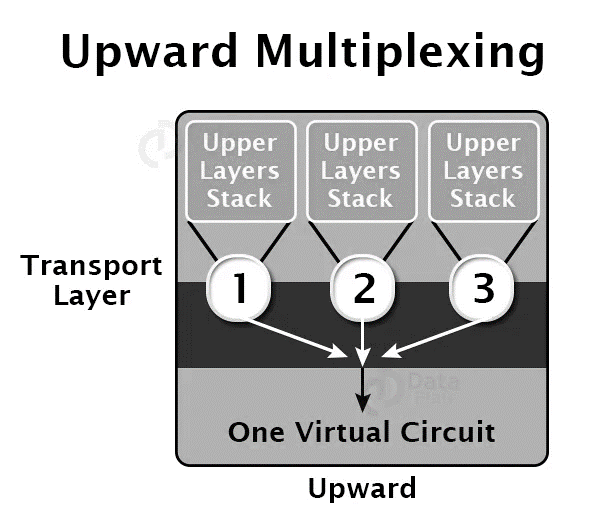 Upward Multiplexing
Upper
Layers
Stack
Upper
Layers
Stack
Upper
Layers
Stack
Transport
Layer
1
2
3
Data
One Virtual Circuit
Upward